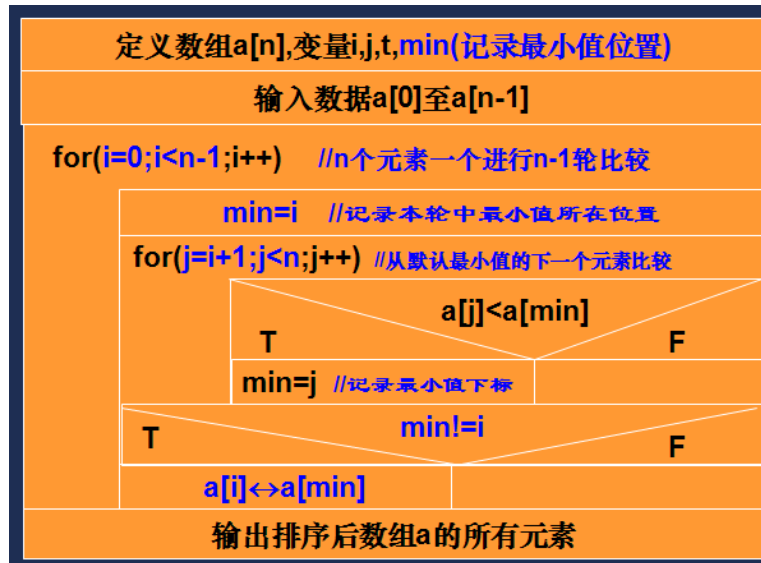 定义数组a[n],变量i,j,t,min(记录最小值位置)
输入数据a[0]至a[n-1]
for(i=0;i<n-1;i++) //n个元素一个进行n-1轮比较
min=i //记录本轮中最小值所在位置
for(j=i+1;j<n;j++) //从默认最小值的下一个元素比较
a[j]<a[min]
T F
min=j //记录最小值下标
min!=i
T F
a[i]↔a[min]
输出排序后数组a的所有元素